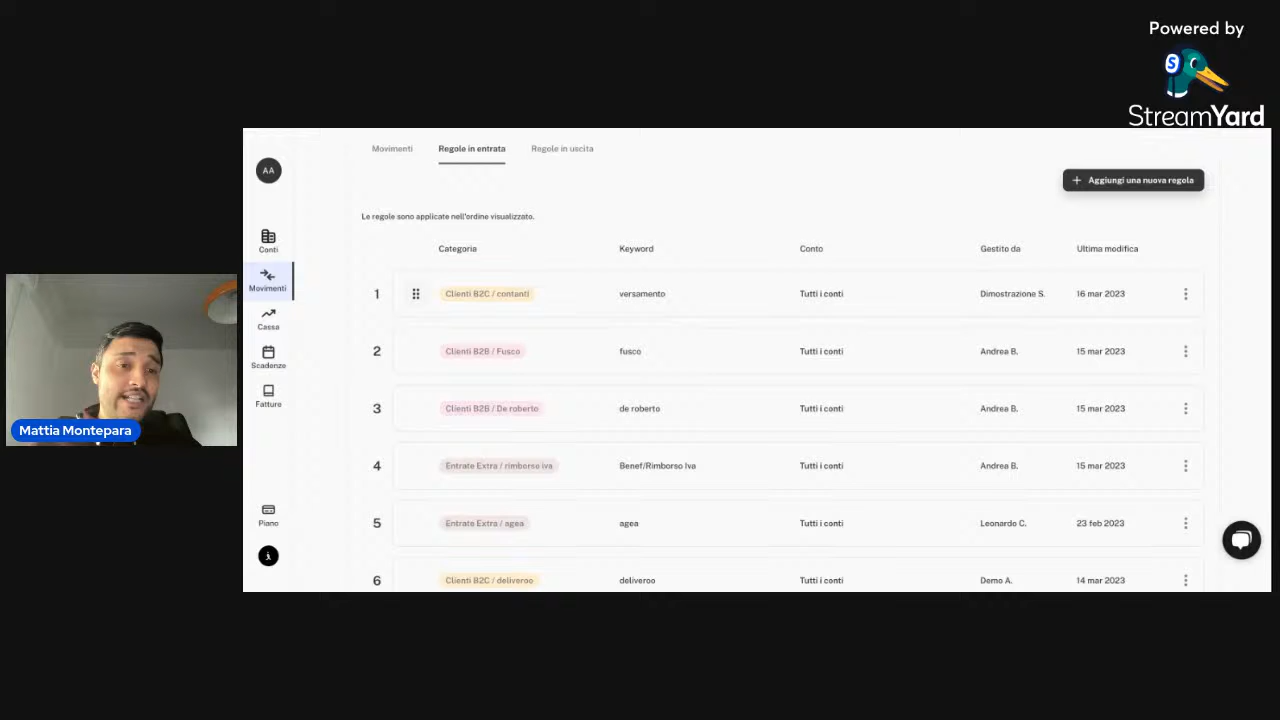 Powered by
S
StreamYard
Movimenti Regole in entrata Regole in uscita
AA
+ Aggiungi una nuova regola
Le regole sono applicate nell'ordine visualizzato.
Conti
Categoria Keyword Conto Gestito da Ultima modifica
Movimenti
1 Clienti B2C / contanti versamento Tutti i conti Dimostrazione S. 16 mar 2023
Cassa
2 Clienti B2B / Fusco fusco Tutti i conti Andrea B. 15 mar 2023
Scadenze
Fatture
3 Clienti B2B / De roberto de roberto Tutti i conti Andrea B. 15 mar 2023
Mattia Montepara
4 Entrate Extra / rimborso iva Benef/Rimborso Iva Tutti i conti Andrea B. 15 mar 2023
Piano
5 Entrate Extra / agea agea Tutti i conti Leonardo C. 23 feb 2023
i
6 Clienti B2C / deliveroo deliveroo Tutti i conti Demo A. 14 mar 2023